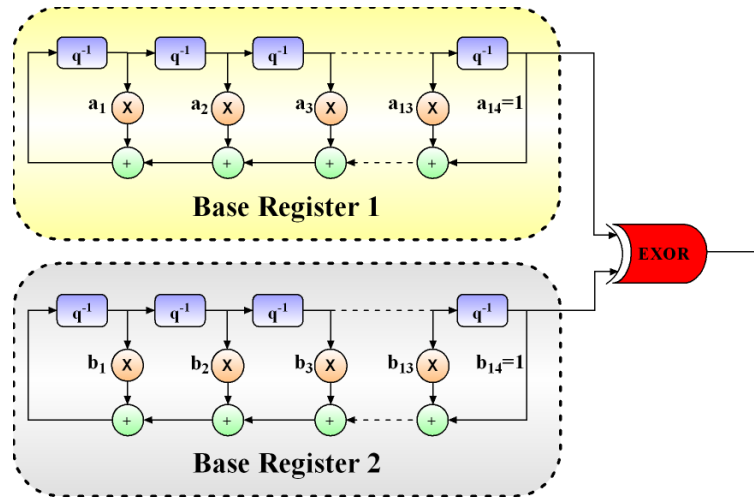 q⁻¹ q⁻¹ q⁻¹ q⁻¹
a₁ X a₂ X a₃ X a₁₃ X a₁₄=1
+ + + +
Base Register 1
EXOR
q⁻¹ q⁻¹ q⁻¹ q⁻¹
b₁ X b₂ X b₃ X b₁₃ X b₁₄=1
+ + + +
Base Register 2